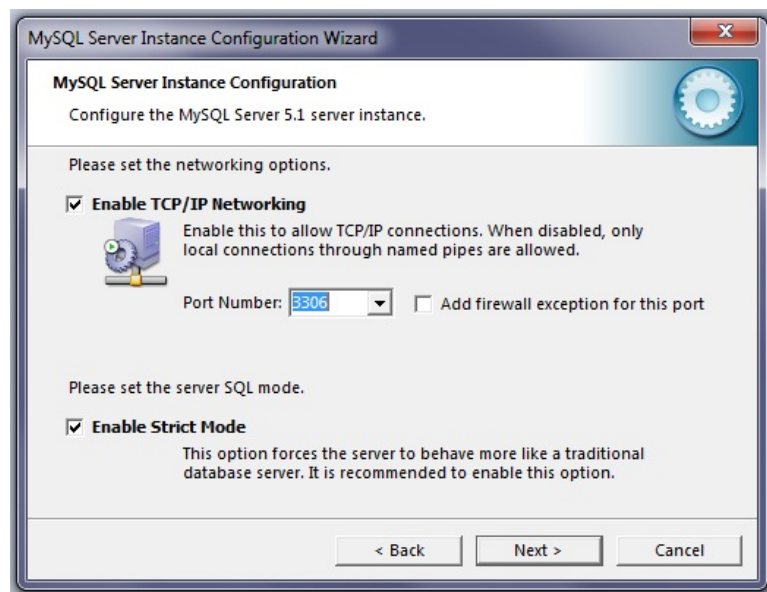 MySQL Server Instance Configuration Wizard
MySQL Server Instance Configuration
Configure the MySQL Server 5.1 server instance.
Please set the networking options.
Enable TCP/IP Networking
Enable this to allow TCP/IP connections. When disabled, only
local connections through named pipes are allowed.
Port Number: 3306 Add firewall exception for this port
Please set the server SQL mode.
Enable Strict Mode
This option forces the server to behave more like a traditional
database server. It is recommended to enable this option.
< Back Next > Cancel